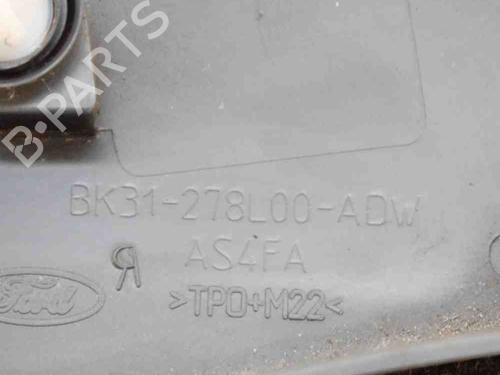 B-PARTS
BK31-278L00-ADW
AS4FA
Ford
>TPO+M22<